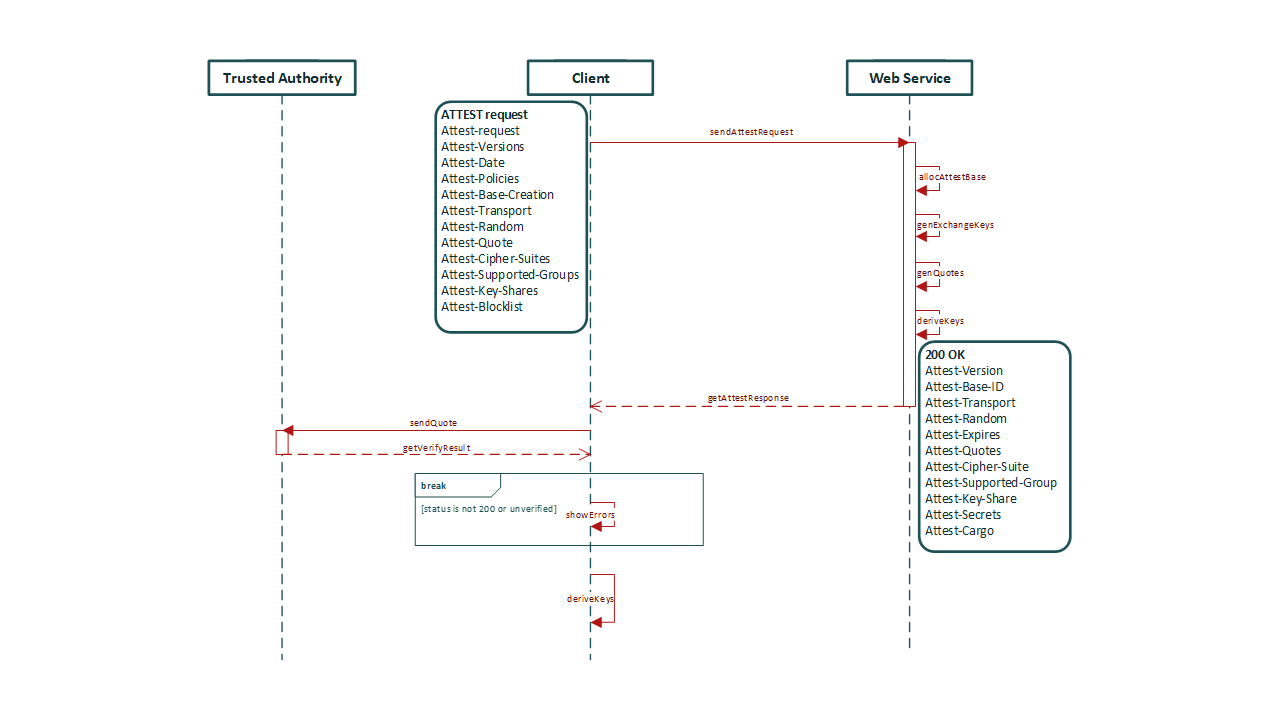 Trusted Authority
Client
Web Service
ATTEST request
Attest-request
Attest-Versions
Attest-Date
Attest-Policies
Attest-Base-Creation
Attest-Transport
Attest-Random
Attest-Quote
Attest-Cipher-Suites
Attest-Supported-Groups
Attest-Key-Shares
Attest-Blocklist
sendAttestRequest
allocAttestBase
genExchangeKeys
genQuotes
deriveKeys
200 OK
Attest-Version
Attest-Base-ID
Attest-Transport
Attest-Random
Attest-Expires
Attest-Quotes
Attest-Cipher-Suite
Attest-Supported-Group
Attest-Key-Share
Attest-Secrets
Attest-Cargo
getAttestResponse
sendQuote
getVerifyResult
break
[status is not 200 or unverified]
showErrors
deriveKeys